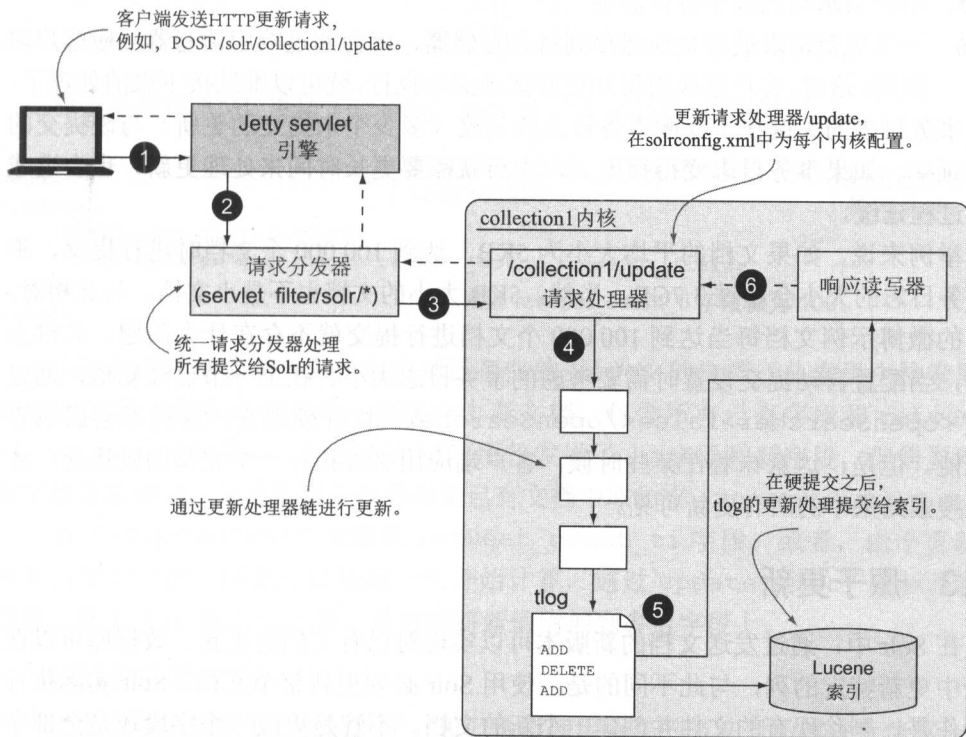 客户端发送HTTP更新请求，
例如，POST /solr/collection1/update。
Jetty servlet
引擎
1
2
更新请求处理器/update，
在solrconfig.xml中为每个内核配置。
collection1内核
请求分发器
(servlet filter/solr/*)
3
/collection1/update
请求处理器
6
响应读写器
统一请求分发器处理
所有提交给Solr的请求。
4
通过更新处理器链进行更新。
在硬提交之后，
tlog的更新处理提交给索引。
tlog
5
ADD
DELETE
ADD
Lucene
索引